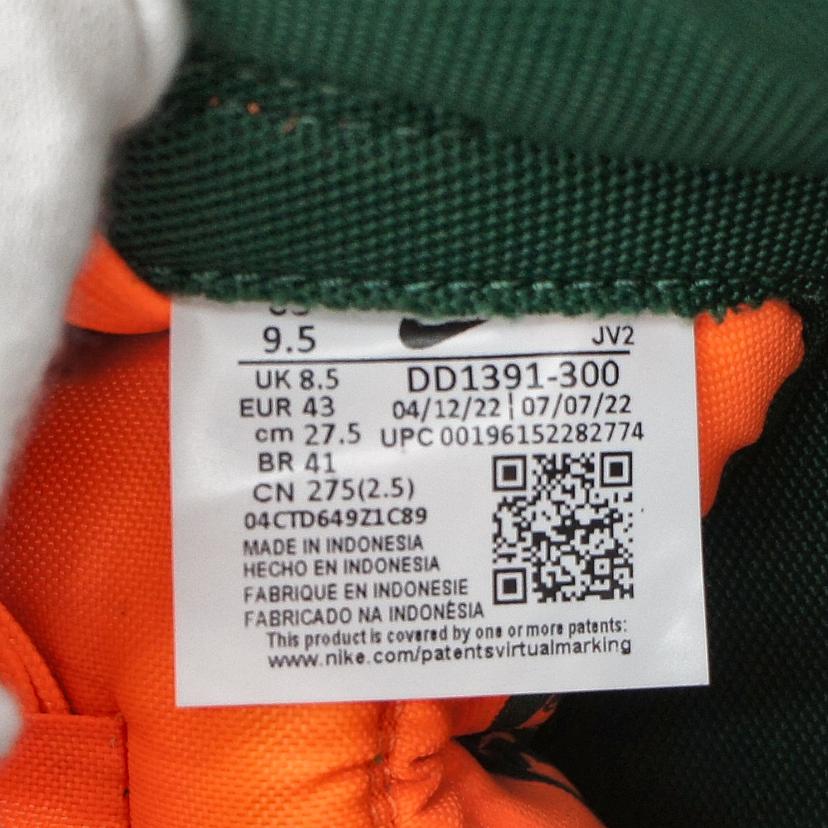 9.5 JV2
UK 8.5 DD1391-300
EUR 43 04/12/22 | 07/07/22
cm 27.5 UPC 00196152282774
BR 41
CN 275(2.5)
04CTD649Z1C89
MADE IN INDONESIA
HECHO EN INDONESIA
FABRIQUE EN INDONESIE
FABRICADO NA INDONÉSIA
This product is covered by one or more patents:
www.nike.com/patentsvirtualmarking